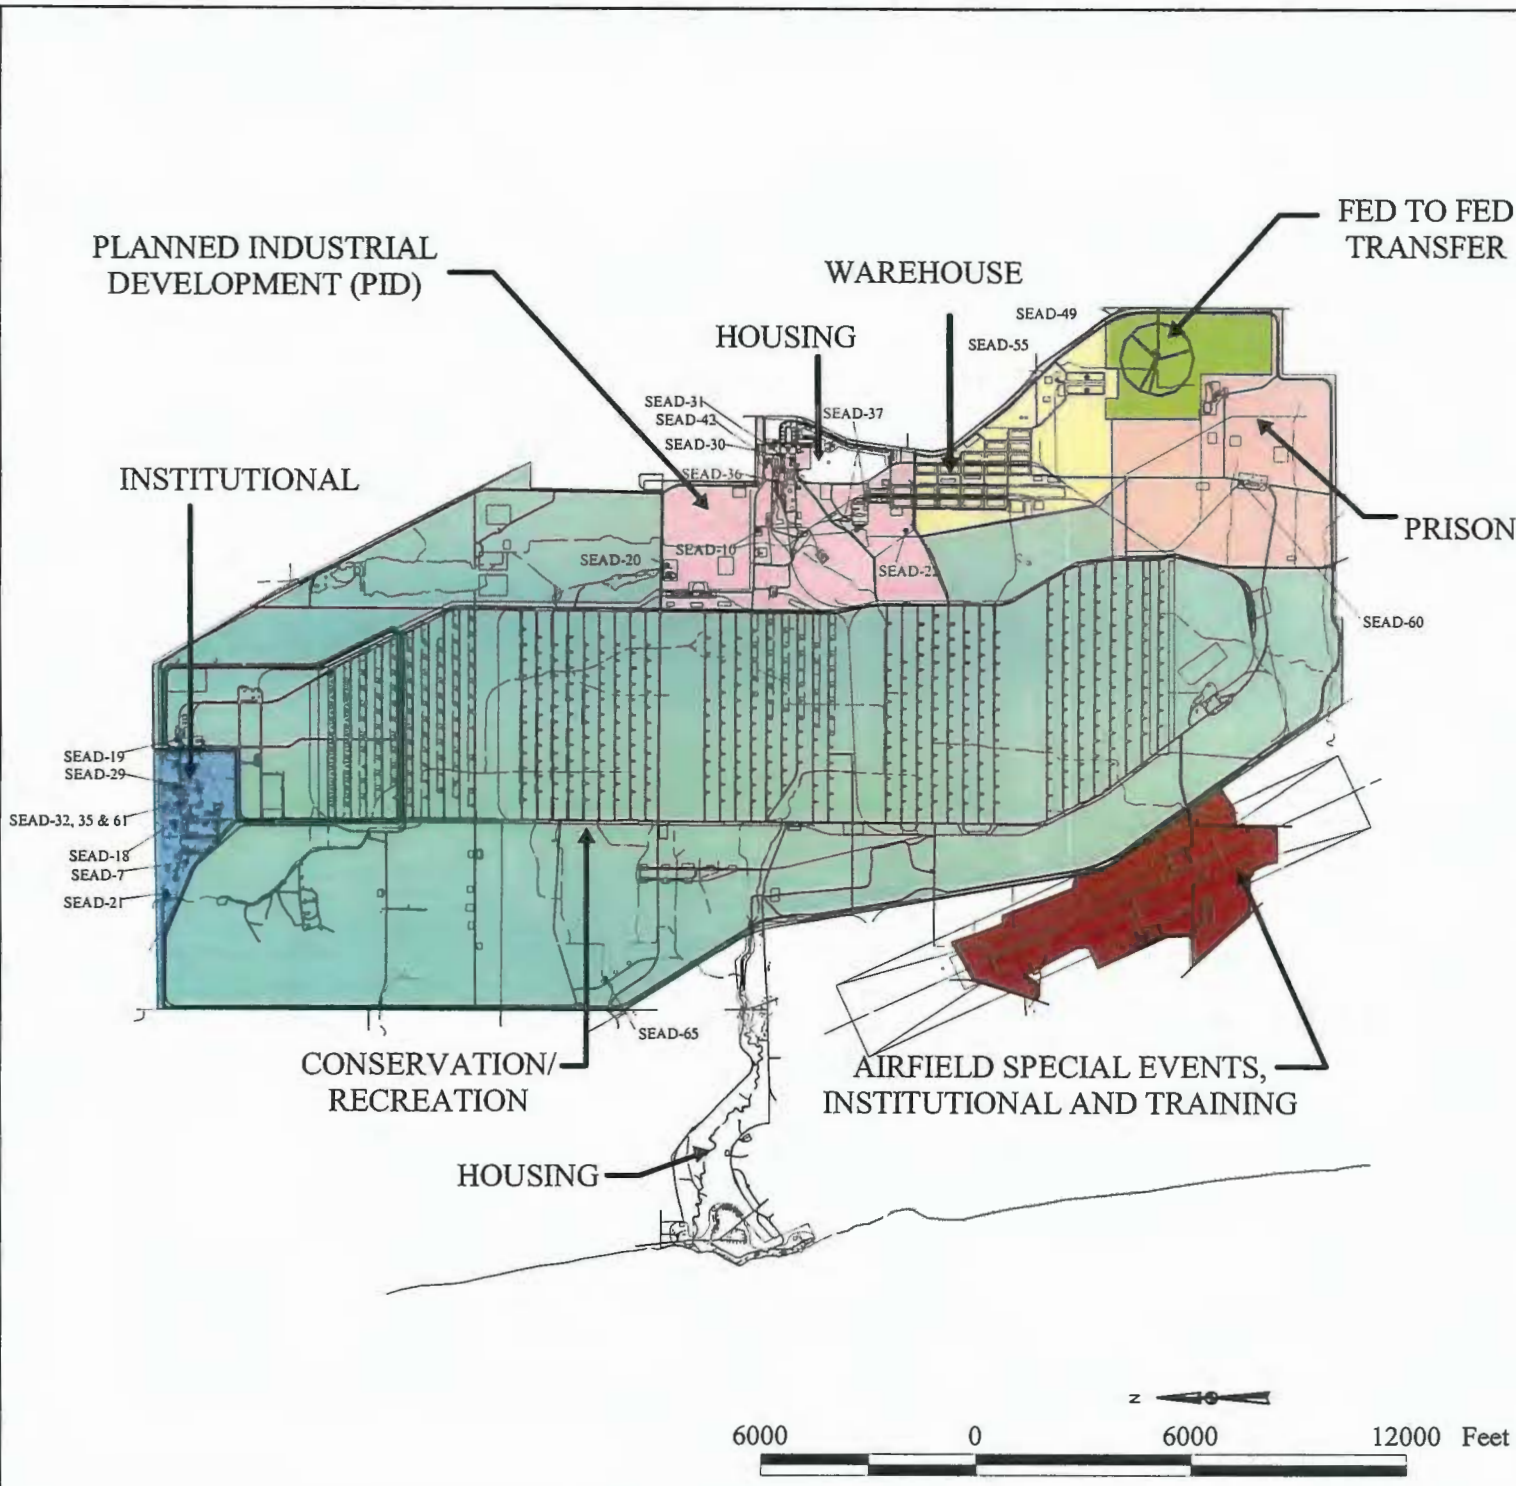 FED TO FED
TRANSFER
PLANNED INDUSTRIAL
DEVELOPMENT (PID)
WAREHOUSE
SEAD-49
HOUSING
SEAD-55
SEAD-31
SEAD-42
SEAD-37
SEAD-30
SEAD-36
INSTITUTIONAL
PRISON
SEAD-10
SEAD-20
SEAD-22
SEAD-60
SEAD-19
SEAD-29
SEAD-32, 35 & 61
SEAD-18
SEAD-7
SEAD-21
SEAD-65
CONSERVATION/
RECREATION
AIRFIELD SPECIAL EVENTS,
INSTITUTIONAL AND TRAINING
HOUSING
N
6000 0 6000 12000 Feet